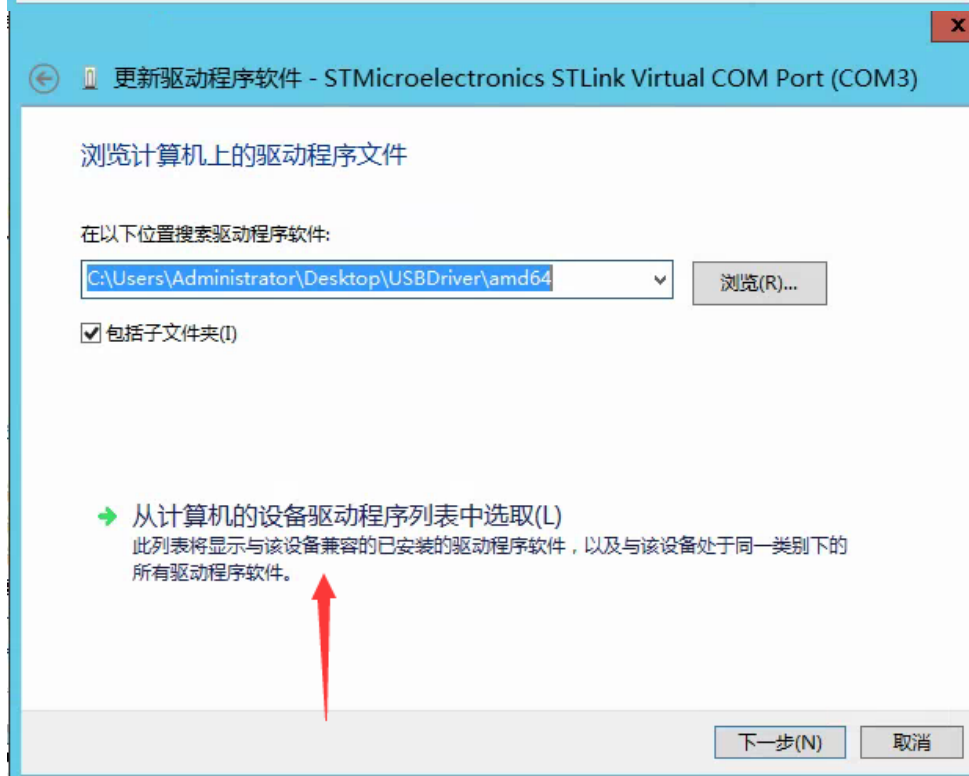 x
更新驱动程序软件 - STMicroelectronics STLink Virtual COM Port (COM3)
浏览计算机上的驱动程序文件
在以下位置搜索驱动程序软件:
C:\Users\Administrator\Desktop\USBDriver\amd64
浏览(R)...
包括子文件夹(I)
从计算机的设备驱动程序列表中选取(L)
此列表将显示与该设备兼容的已安装的驱动程序软件，以及与该设备处于同一类别下的
所有驱动程序软件。
下一步(N)
取消